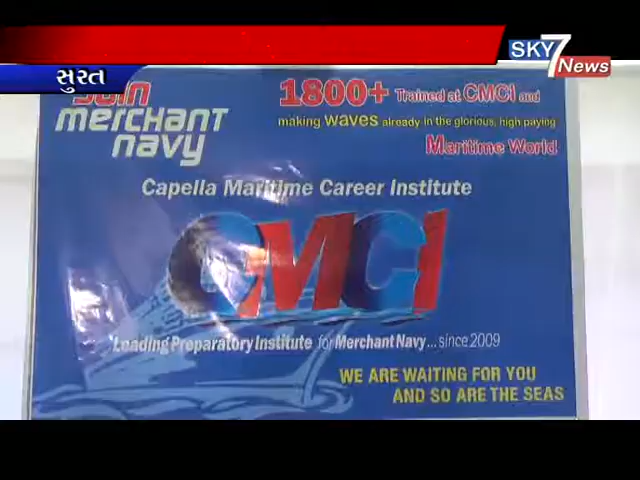 SKY 7 News
સુરત
Join
merchant
navy
1800+ Trained at CMCI and
making waves already in the glorious, high paying
Maritime World
Capella Maritime Career Institute
CMCI
'Leading Preparatory Institute for Merchant Navy... since 2009
WE ARE WAITING FOR YOU
AND SO ARE THE SEAS